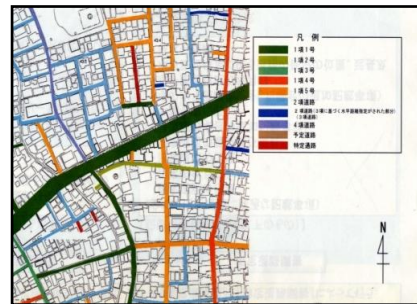 凡例
1項1号
1項2号
1項3号
1項4号
1項5号
2項道路
2項道路(3項に基づく水平距離指定がされた部分)
(3項道路)
4項道路
予定道路
特定通路
N